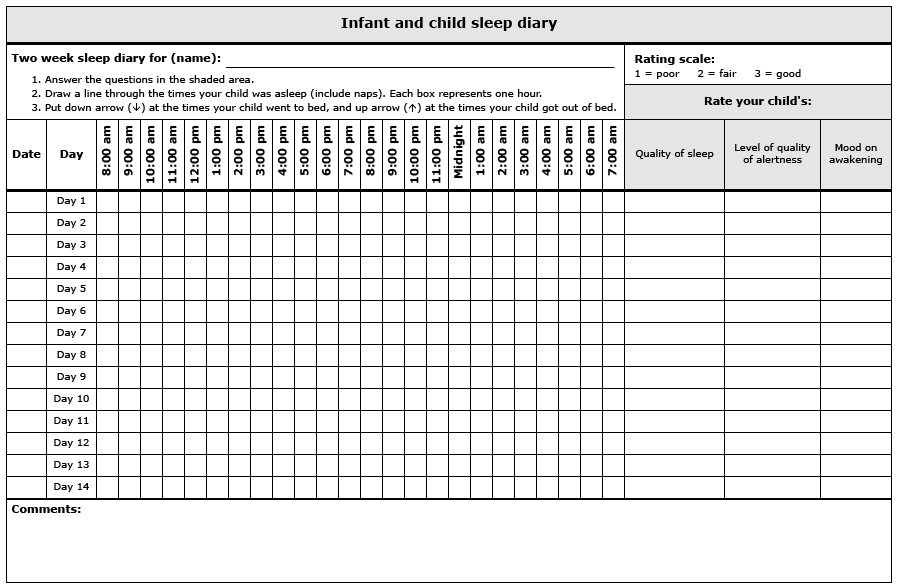 Infant and child sleep diary
Two week sleep diary for (name):
1. Answer the questions in the shaded area.
2. Draw a line through the times your child was asleep (include naps). Each box represents one hour.
3. Put down arrow (↓) at the times your child went to bed, and up arrow (↑) at the times your child got out of bed.
Rating scale:
1 = poor 2 = fair 3 = good
Rate your child's:
Date Day 8:00 am 9:00 am 10:00 am 11:00 am 12:00 pm 1:00 pm 2:00 pm 3:00 pm 4:00 pm 5:00 pm 6:00 pm 7:00 pm 8:00 pm 9:00 pm 10:00 pm 11:00 pm Midnight 1:00 am 2:00 am 3:00 am 4:00 am 5:00 am 6:00 am 7:00 am
Quality of sleep
Level of quality
of alertness
Mood on
awakening
Day 1
Day 2
Day 3
Day 4
Day 5
Day 6
Day 7
Day 8
Day 9
Day 10
Day 11
Day 12
Day 13
Day 14
Comments: